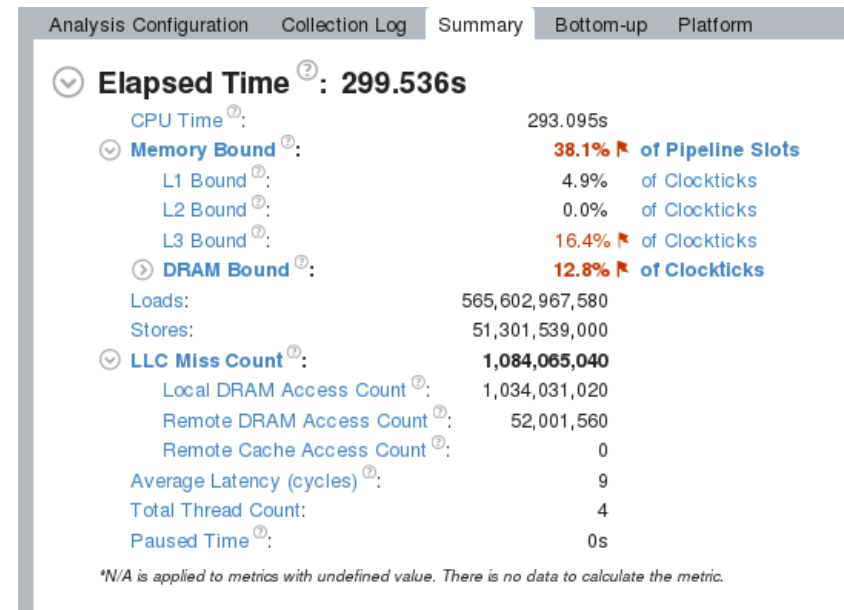 Analysis Configuration Collection Log Summary Bottom-up Platform
Elapsed Time ?: 299.536s
CPU Time ?: 293.095s
Memory Bound ?: 38.1% of Pipeline Slots
L1 Bound ?: 4.9% of Clockticks
L2 Bound ?: 0.0% of Clockticks
L3 Bound ?: 16.4% of Clockticks
DRAM Bound ?: 12.8% of Clockticks
Loads: 565,602,967,580
Stores: 51,301,539,000
LLC Miss Count ?: 1,084,065,040
Local DRAM Access Count ?: 1,034,031,020
Remote DRAM Access Count ?: 52,001,560
Remote Cache Access Count ?: 0
Average Latency (cycles) ?: 9
Total Thread Count: 4
Paused Time ?: 0s
*N/A is applied to metrics with undefined value. There is no data to calculate the metric.